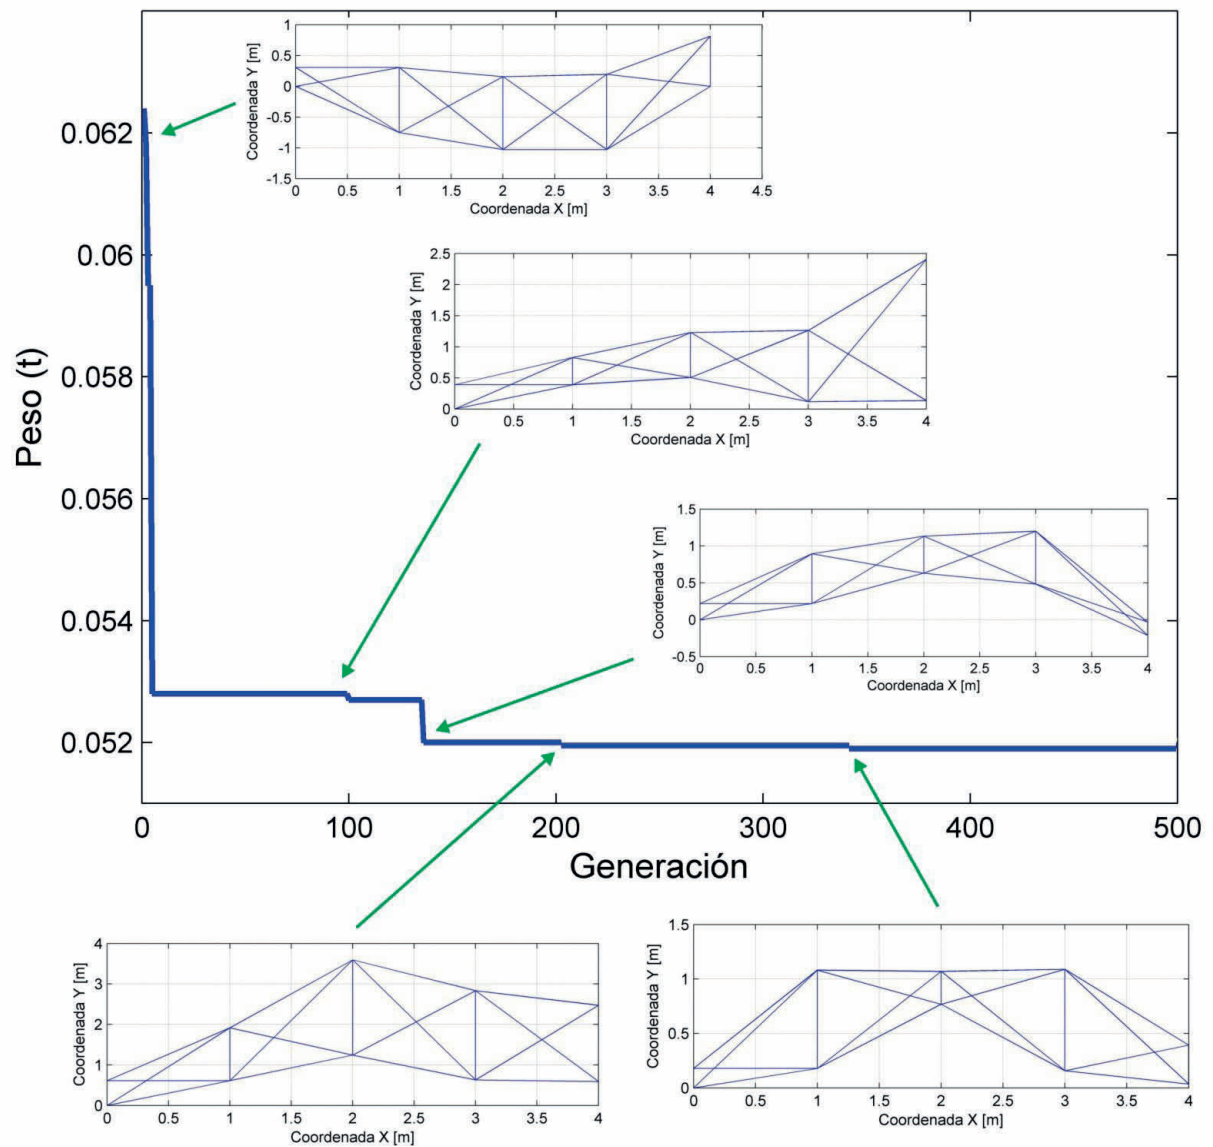 1
0.5
0
-0.5
-1
-1.5
Coordenada Y [m]
0 0.5 1 1.5 2 2.5 3 3.5 4 4.5
Coordenada X [m]
2.5
2
1.5
1
0.5
0
Coordenada Y [m]
0 0.5 1 1.5 2 2.5 3 3.5 4
Coordenada X [m]
1.5
1
0.5
0
-0.5
Coordenada Y [m]
0 0.5 1 1.5 2 2.5 3 3.5 4
Coordenada X [m]
Peso (t)
0.062
0.06
0.058
0.056
0.054
0.052
0 100 200 300 400 500
Generación
4
3
2
1
0
Coordenada Y [m]
0 0.5 1 1.5 2 2.5 3 3.5 4
Coordenada X [m]
1.5
1
0.5
0
Coordenada Y [m]
0 0.5 1 1.5 2 2.5 3 3.5 4
Coordenada X [m]